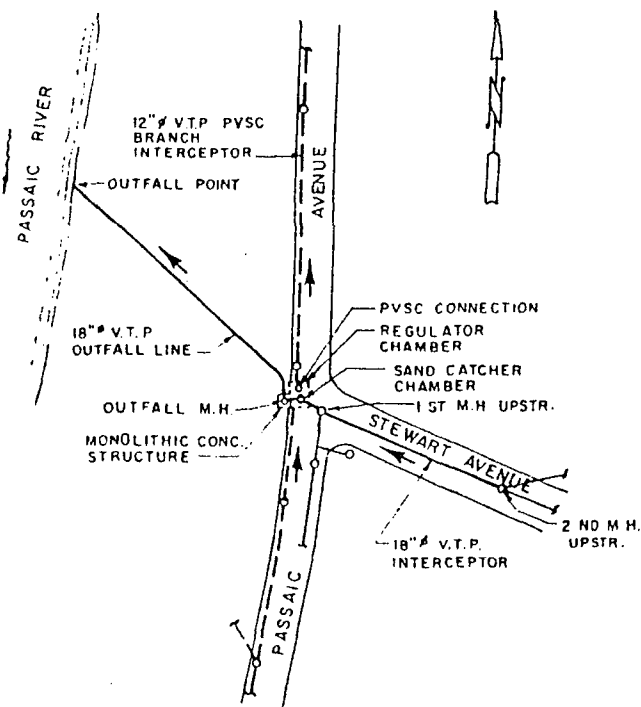 PASSAIC RIVER
12"ø V.T.P PVSC
BRANCH
INTERCEPTOR
OUTFALL POINT
AVENUE
N
18"ø V.T.P
OUTFALL LINE
PVSC CONNECTION
REGULATOR
CHAMBER
SAND CATCHER
CHAMBER
OUTFALL M.H.
1 ST M.H UPSTR.
MONOLITHIC CONC.
STRUCTURE
STEWART AVENUE
2 ND M.H.
UPSTR.
18"ø V.T.P.
INTERCEPTOR
PASSAIC